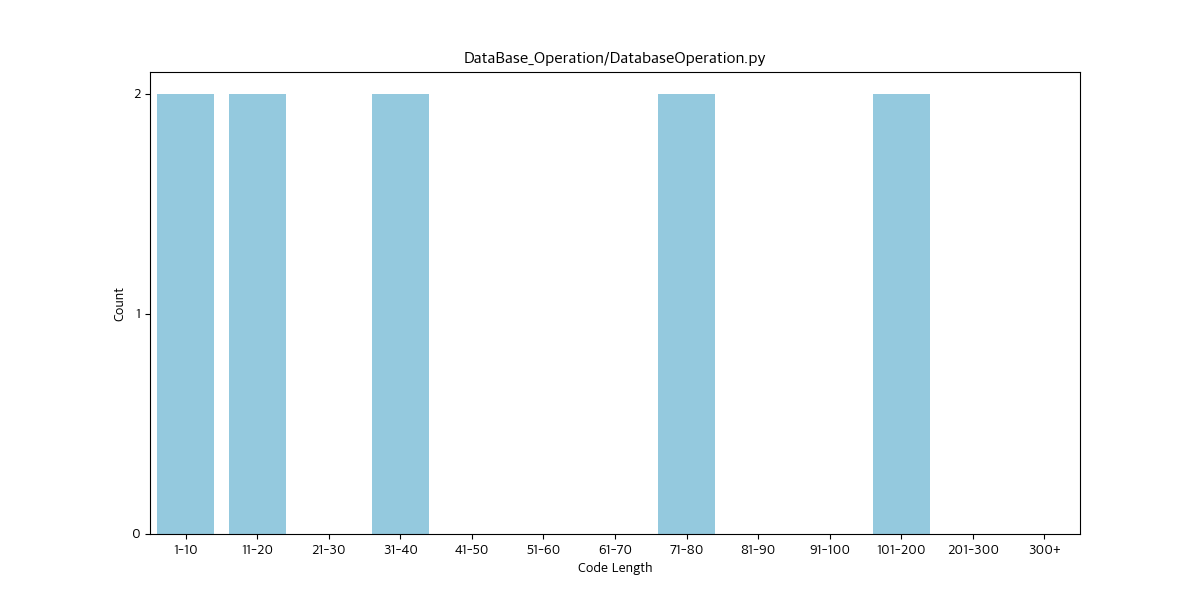 DataBase_Operation/DatabaseOperation.py
2
1
0
Count
1-10 11-20 21-30 31-40 41-50 51-60 61-70 71-80 81-90 91-100 101-200 201-300 300+
Code Length